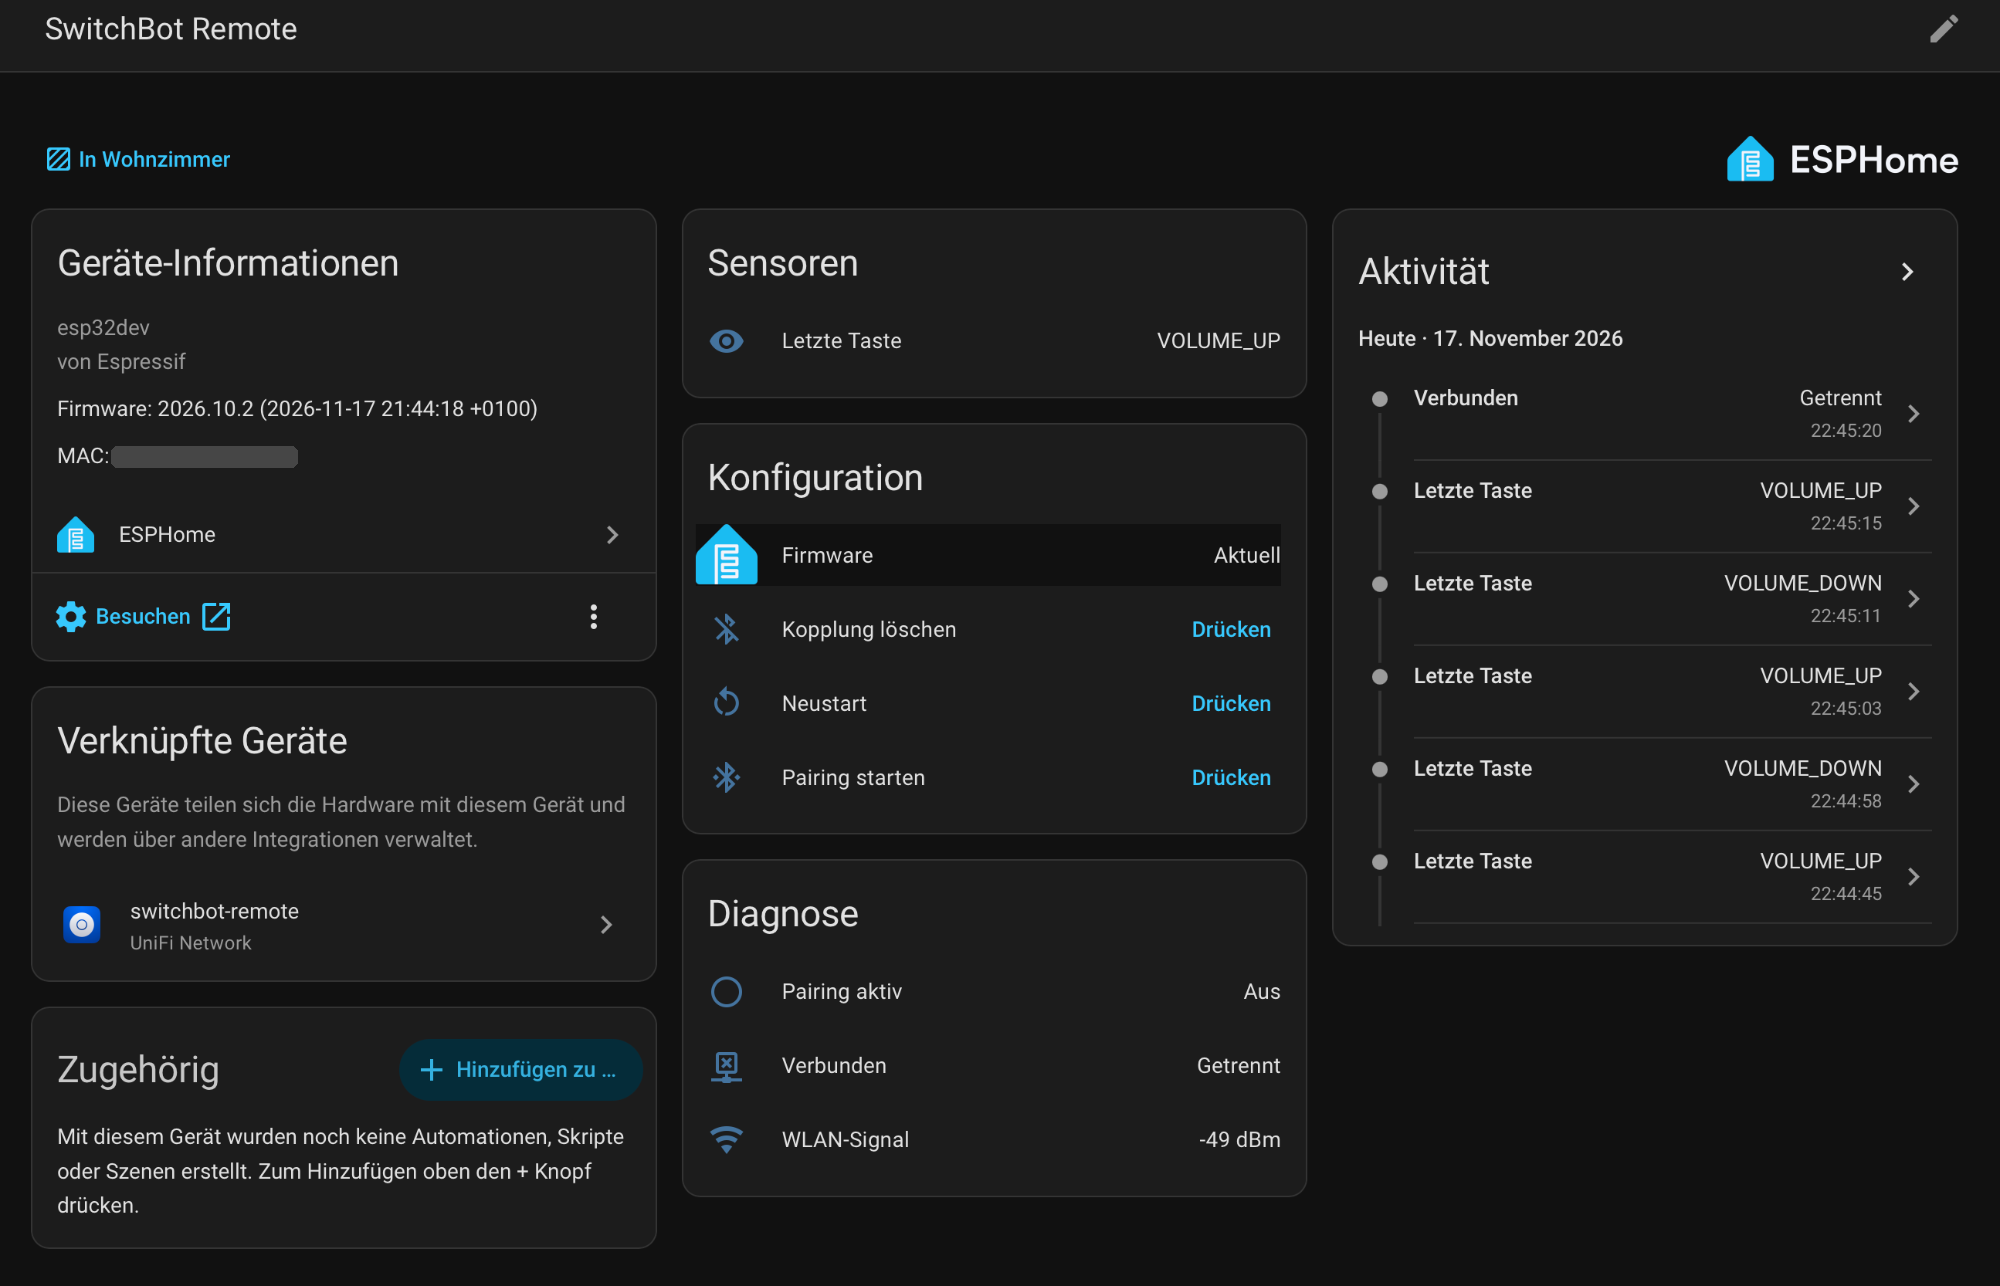 SwitchBot Remote
In Wohnzimmer
ESPHome
Geräte-Informationen
esp32dev
von Espressif
Firmware: 2026.10.2 (2026-11-17 21:44:18 +0100)
MAC:
ESPHome
Besuchen
Verknüpfte Geräte
Diese Geräte teilen sich die Hardware mit diesem Gerät und
werden über andere Integrationen verwaltet.
switchbot-remote
UniFi Network
Zugehörig
Hinzufügen zu ...
Mit diesem Gerät wurden noch keine Automationen, Skripte
oder Szenen erstellt. Zum Hinzufügen oben den + Knopf
drücken.
Sensoren
Letzte Taste VOLUME_UP
Konfiguration
Firmware Aktuell
Kopplung löschen Drücken
Neustart Drücken
Pairing starten Drücken
Diagnose
Pairing aktiv Aus
Verbunden Getrennt
WLAN-Signal -49 dBm
Aktivität
Heute · 17. November 2026
Verbunden Getrennt
22:45:20
Letzte Taste VOLUME_UP
22:45:15
Letzte Taste VOLUME_DOWN
22:45:11
Letzte Taste VOLUME_UP
22:45:03
Letzte Taste VOLUME_DOWN
22:44:58
Letzte Taste VOLUME_UP
22:44:45